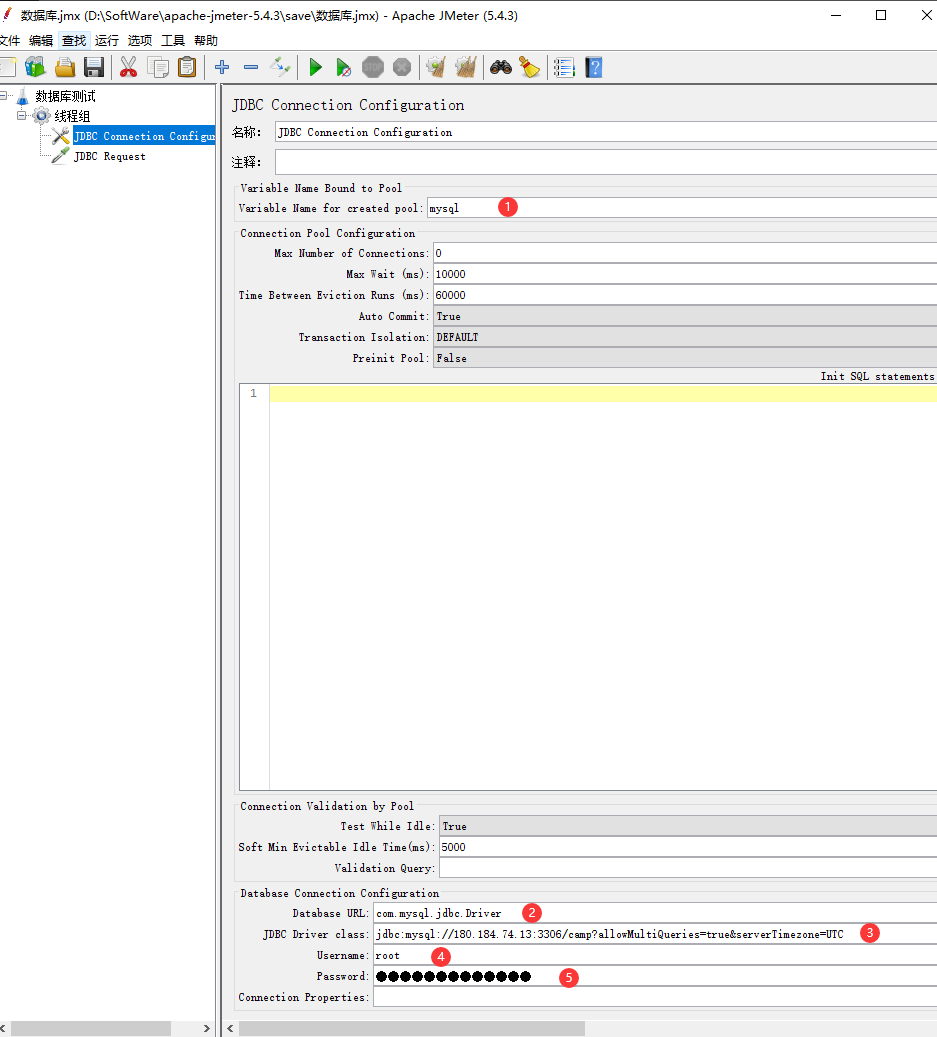 数据库.jmx (D:\SoftWare\apache-jmeter-5.4.3\save\数据库.jmx) - Apache JMeter (5.4.3)
文件 编辑 查找 运行 选项 工具 帮助
STOP
数据库测试
线程组
JDBC Connection Configur
JDBC Request
JDBC Connection Configuration
名称: JDBC Connection Configuration
注释:
Variable Name Bound to Pool
Variable Name for created pool: mysql 1
Connection Pool Configuration
Max Number of Connections: 0
Max Wait (ms): 10000
Time Between Eviction Runs (ms): 60000
Auto Commit: True
Transaction Isolation: DEFAULT
Preinit Pool: False
Init SQL statements
1
Connection Validation by Pool
Test While Idle: True
Soft Min Evictable Idle Time(ms): 5000
Validation Query:
Database Connection Configuration
Database URL: com.mysql.jdbc.Driver 2
JDBC Driver class: jdbc:mysql://180.184.74.13:3306/camp?allowMultiQueries=true&serverTimezone=UTC 3
Username: root 4
Password: ●●●●●●●●●●●●● 5
Connection Properties: